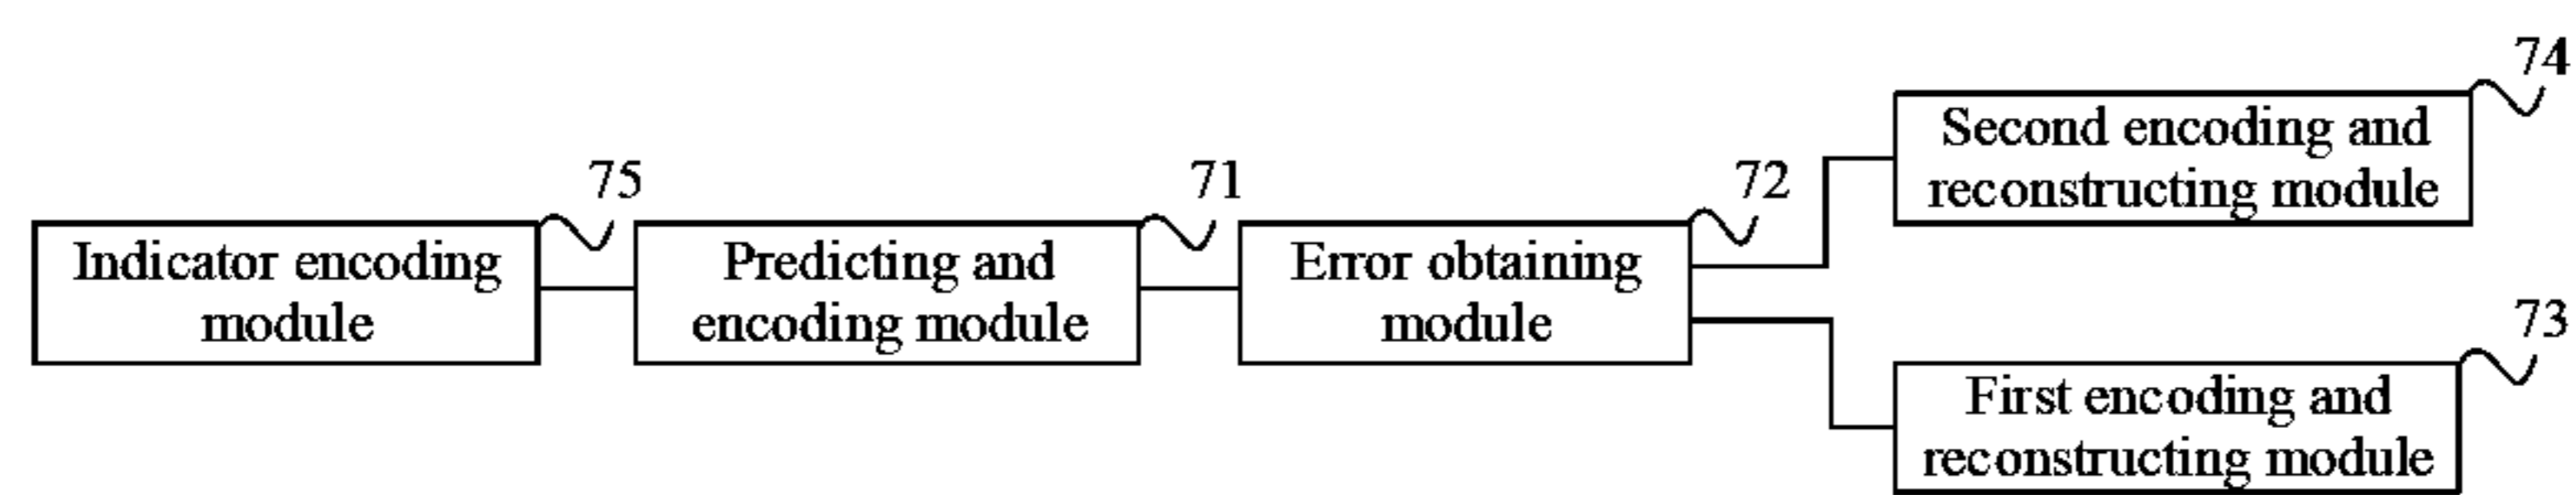 74
Second encoding and
reconstructing module
75
Indicator encoding
module
71
Predicting and
encoding module
72
Error obtaining
module
73
First encoding and
reconstructing module